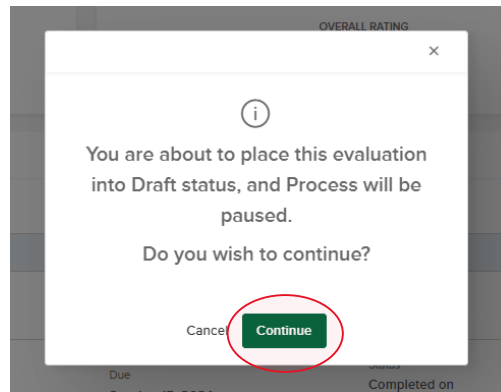 OVERALL RATING
×
i
You are about to place this evaluation
into Draft status, and Process will be
paused.
Do you wish to continue?
Cancel Continue
Due
Completed on